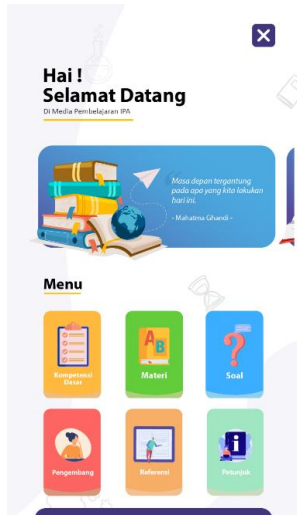 Hai !
Selamat Datang
Di Media Pembelajaran IPA
Masa depan tergantung
pada apa yang kita lakukan
hari ini.
- Mahatma Ghandi -
Menu
Kompetensi
Dasar
AB
Materi
?
Soal
Pengembang
Referensi
i
Petunjuk